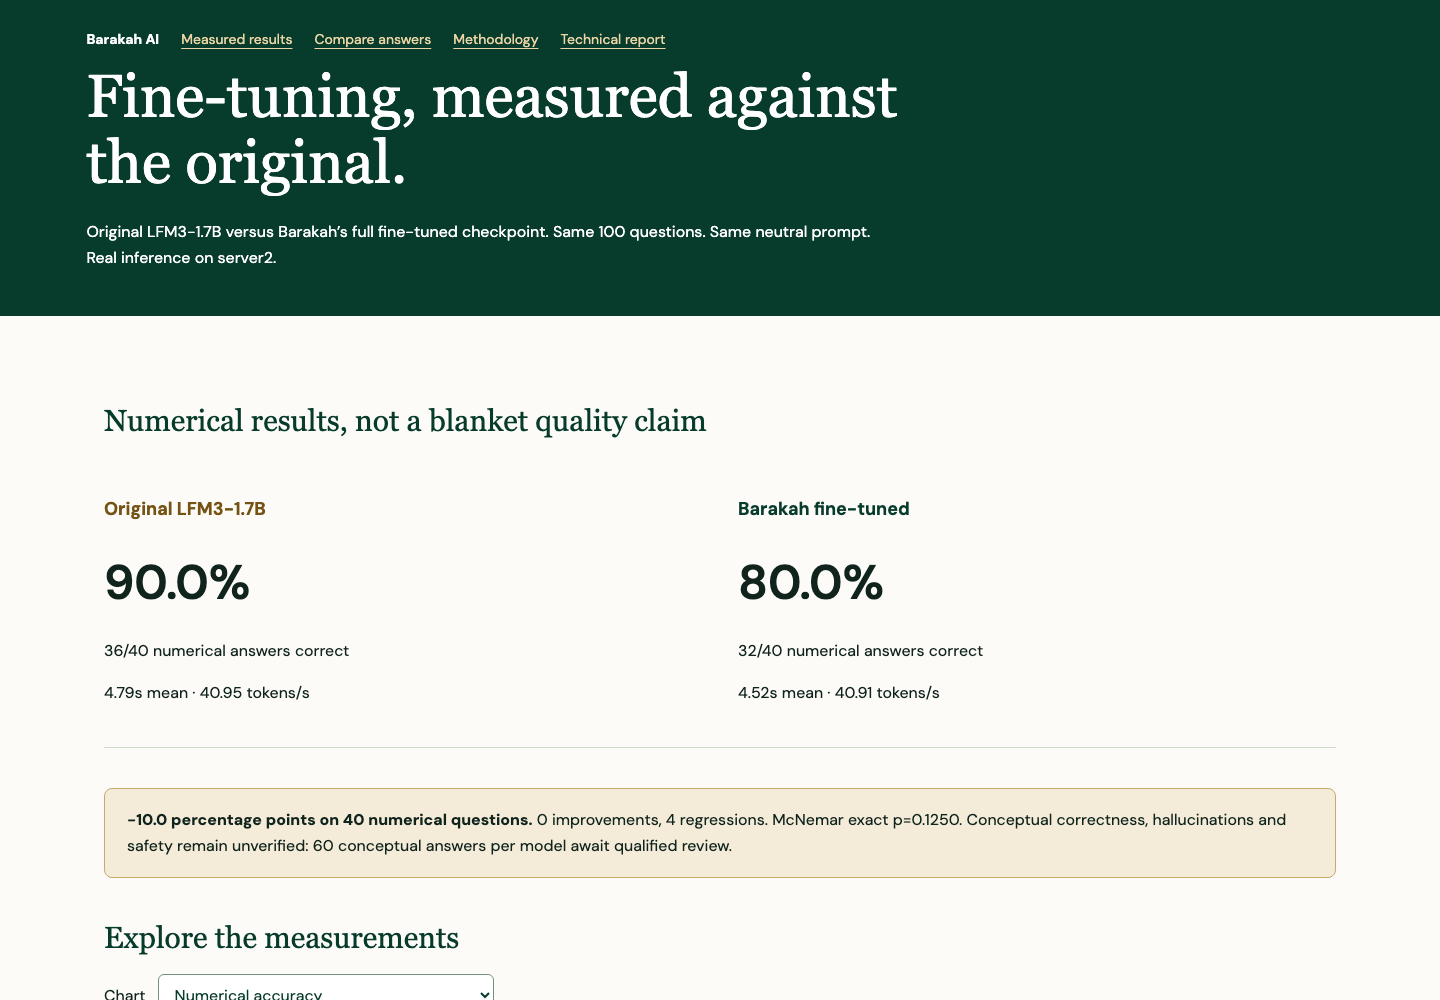 Barakah AI Measured results Compare answers Methodology Technical report
Fine-tuning, measured against
the original.
Original LFM3-1.7B versus Barakah’s full fine-tuned checkpoint. Same 100 questions. Same neutral prompt.
Real inference on server2.
Numerical results, not a blanket quality claim
Original LFM3-1.7B
90.0%
36/40 numerical answers correct
4.79s mean · 40.95 tokens/s
Barakah fine-tuned
80.0%
32/40 numerical answers correct
4.52s mean · 40.91 tokens/s
-10.0 percentage points on 40 numerical questions. 0 improvements, 4 regressions. McNemar exact p=0.1250. Conceptual correctness, hallucinations and
safety remain unverified: 60 conceptual answers per model await qualified review.
Explore the measurements
Chart Numerical accuracy